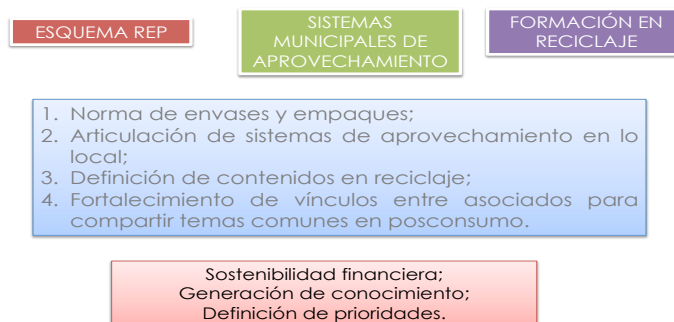 ESQUEMA REP
SISTEMAS
MUNICIPALES DE
APROVECHAMIENTO
FORMACIÓN EN
RECICLAJE
1. Norma de envases y empaques;
2. Articulación de sistemas de aprovechamiento en lo
local;
3. Definición de contenidos en reciclaje;
4. Fortalecimiento de vínculos entre asociados para
compartir temas comunes en posconsumo.
Sostenibilidad financiera;
Generación de conocimiento;
Definición de prioridades.